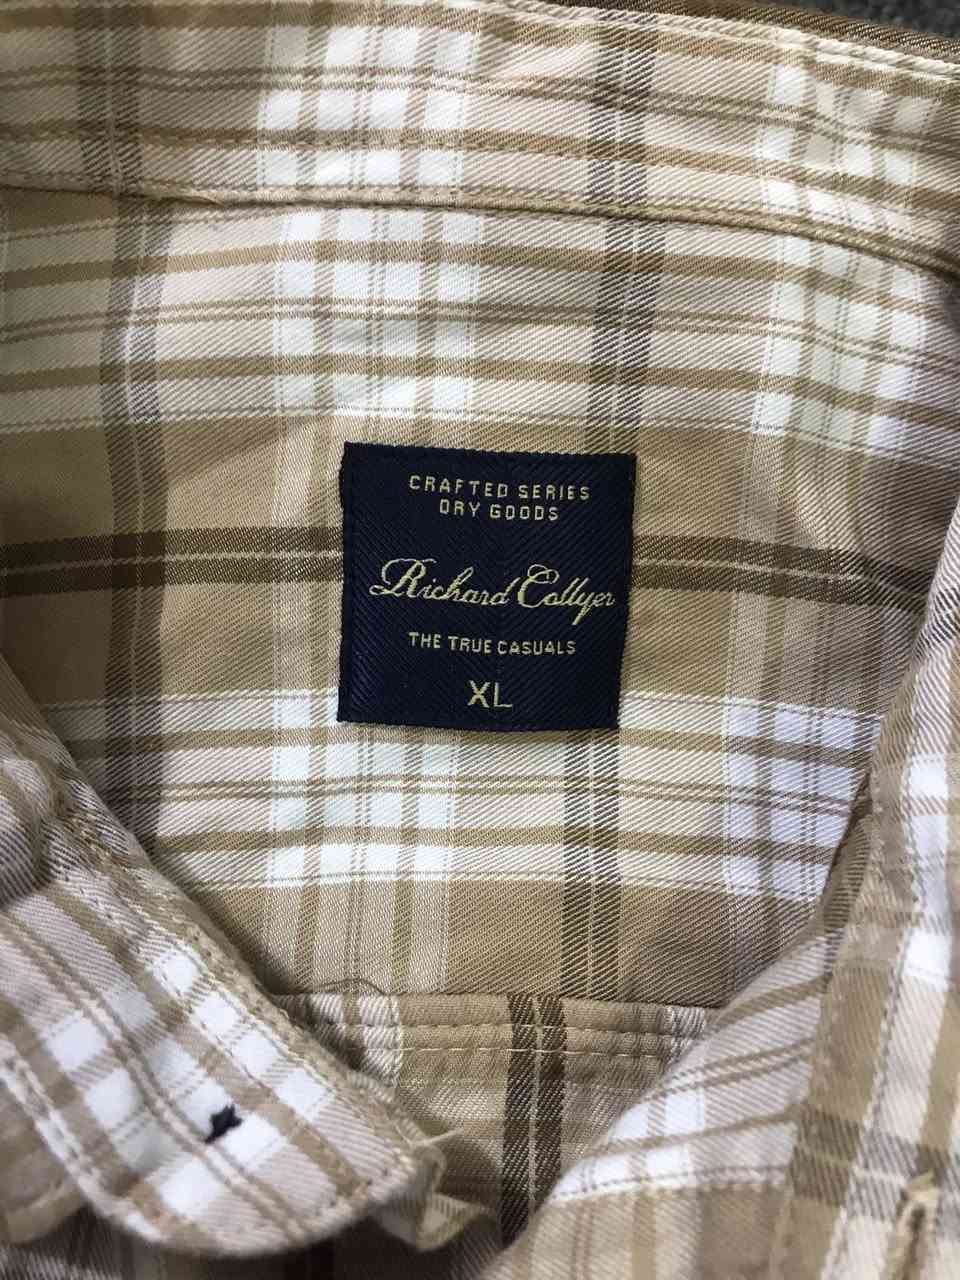 CRAFTED SERIES
DRY GOODS
Richard Collyer
THE TRUE CASUALS
XL